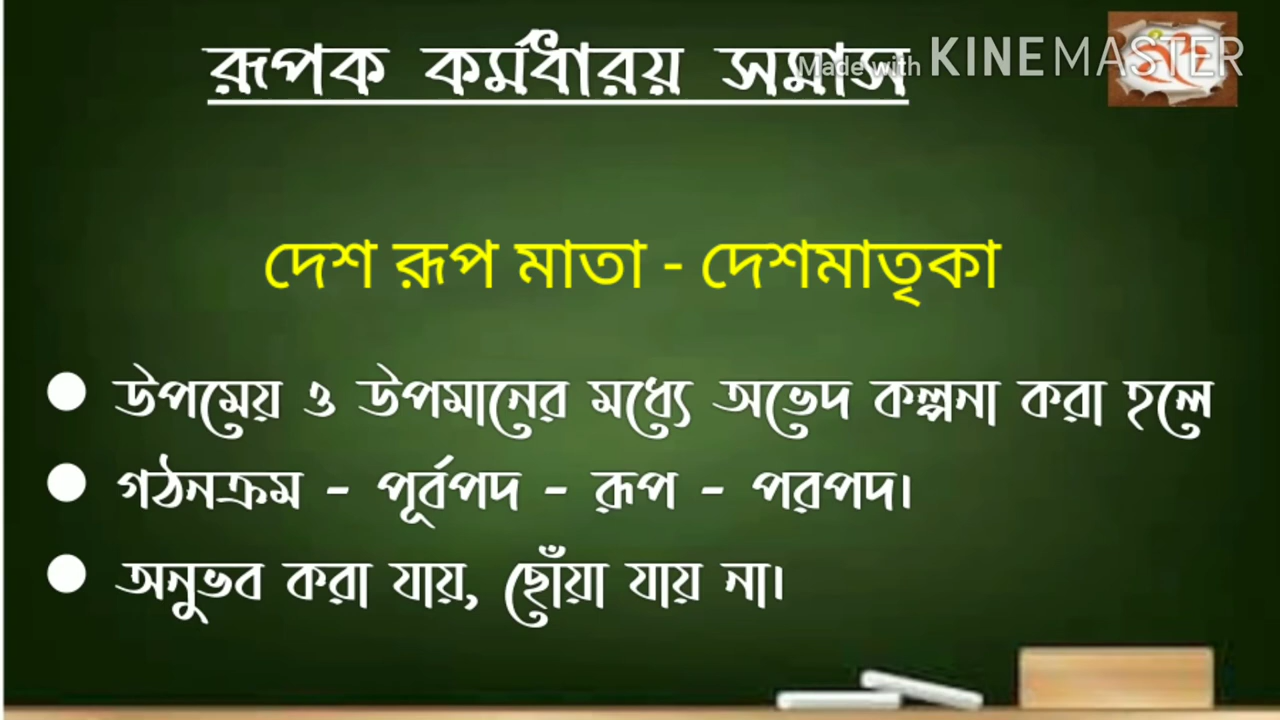 রূপক কর্মধারয় সমাস
Made with KINEMASTER
দেশ রূপ মাতা - দেশমাতৃকা
উপমেয় ও উপমানের মধ্যে অভেদ কল্পনা করা হলে
গঠনক্রম - পূর্বপদ - রূপ - পরপদ।
অনুভব করা যায়, ছোঁয়া যায় না।